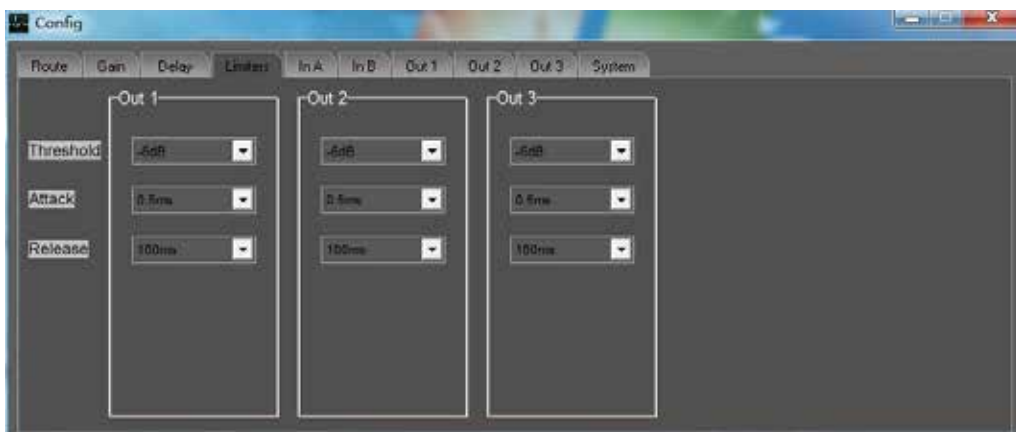 Config
Route Gain Delay Limiters In A In B Out 1 Out 2 Out 3 System
Out 1 Out 2 Out 3
Threshold -6dB -6dB -6dB
Attack 0.5ms 0.5ms 0.5ms
Release 100ms 100ms 100ms